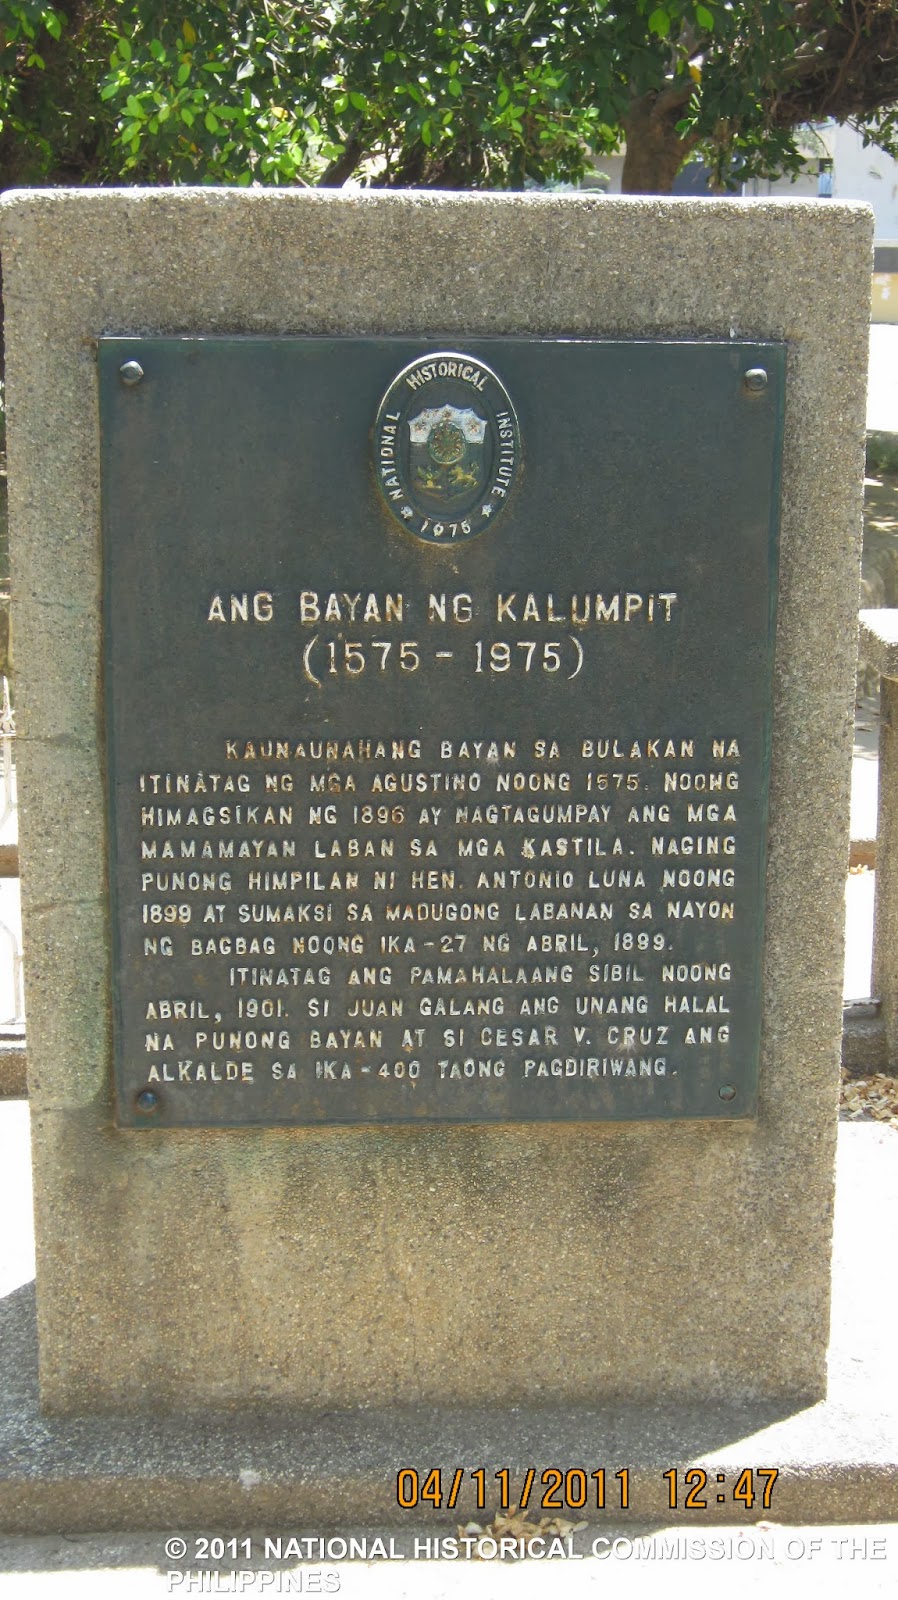 NATIONAL HISTORICAL INSTITUTE
1975
ANG BAYAN NG KALUMPIT
(1575 - 1975)
KAUNAUNAHANG BAYAN SA BULAKAN NA
ITINATAG NG MGA AGUSTINO NOONG 1575. NOONG
HIMAGSIKAN NG 1896 AY NAGTAGUMPAY ANG MGA
MAMAMAYAN LABAN SA MGA KASTILA. NAGING
PUNONG HIMPILAN NI HEN. ANTONIO LUNA NOONG
1899 AT SUMAKSI SA MADUGONG LABANAN SA NAYON
NG BAGBAG NOONG IKA-27 NG ABRIL, 1899.
ITINATAG ANG PAMAHALAANG SIBIL NOONG
ABRIL, 1901. SI JUAN GALANG ANG UNANG HALAL
NA PUNONG BAYAN AT SI CESAR V. CRUZ ANG
ALKALDE SA IKA-400 TAONG PAGDIRIWANG.
04/11/2011 12:47
© 2011 NATIONAL HISTORICAL COMMISSION OF THE
PHILIPPINES